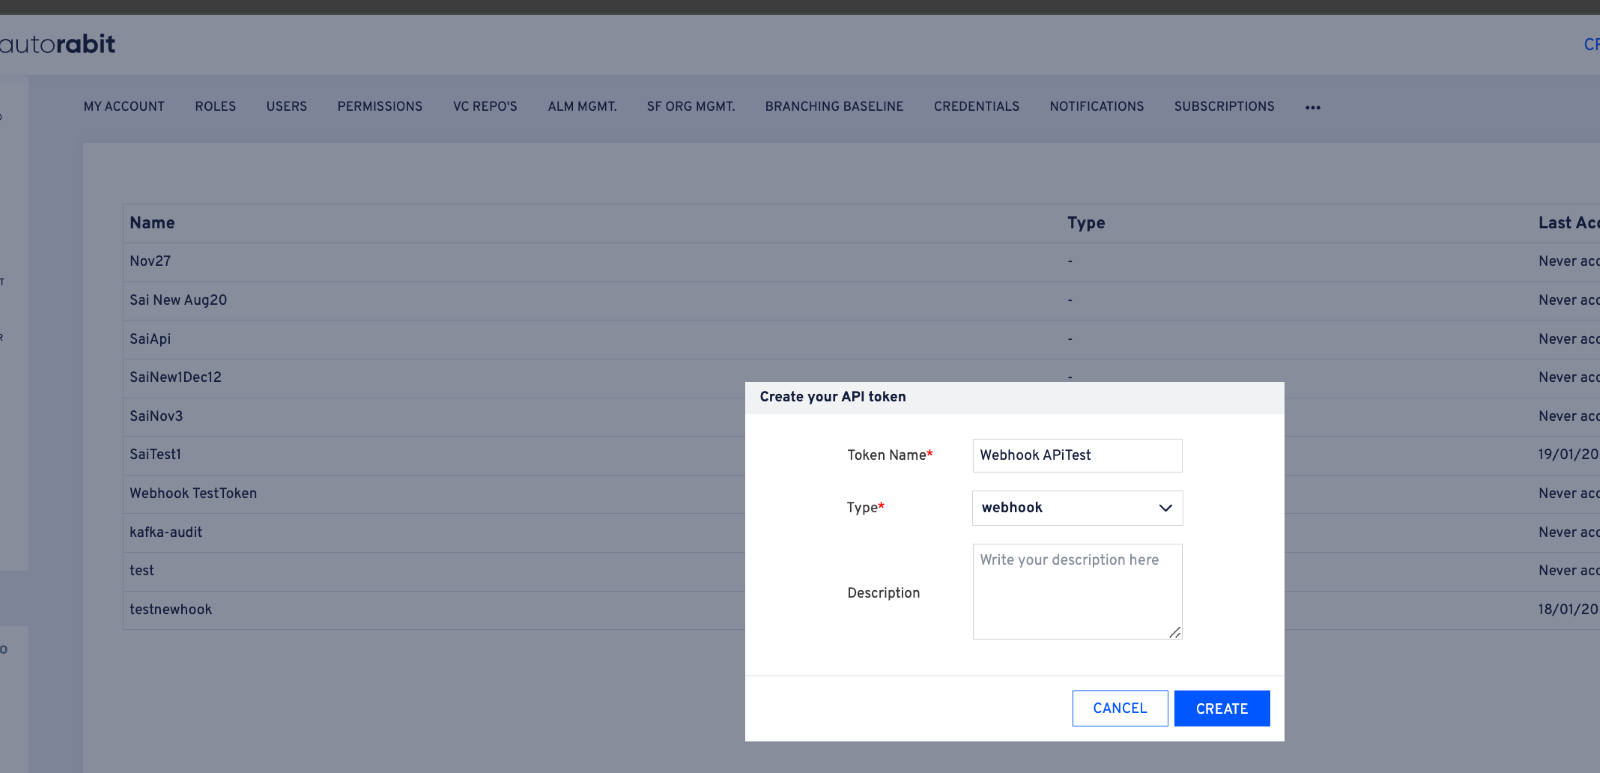 autorabit
MY ACCOUNT ROLES USERS PERMISSIONS VC REPO'S ALM MGMT. SF ORG MGMT. BRANCHING BASELINE CREDENTIALS NOTIFICATIONS SUBSCRIPTIONS •••
Name Type Last Acc
Nov27 - Never acc
Sai New Aug20 - Never acc
SaiApi - Never acc
SaiNew1Dec12 - Never acc
SaiNov3 Never acc
SaiTest1 19/01/20
Webhook TestToken Never acc
kafka-audit Never acc
test Never acc
testnewhook 18/01/20
Create your API token
Token Name* Webhook APiTest
Type* webhook
Description Write your description here
CANCEL CREATE